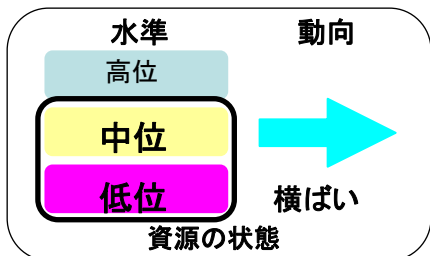 水準 動向
高位
中位
低位
横ばい
資源の状態